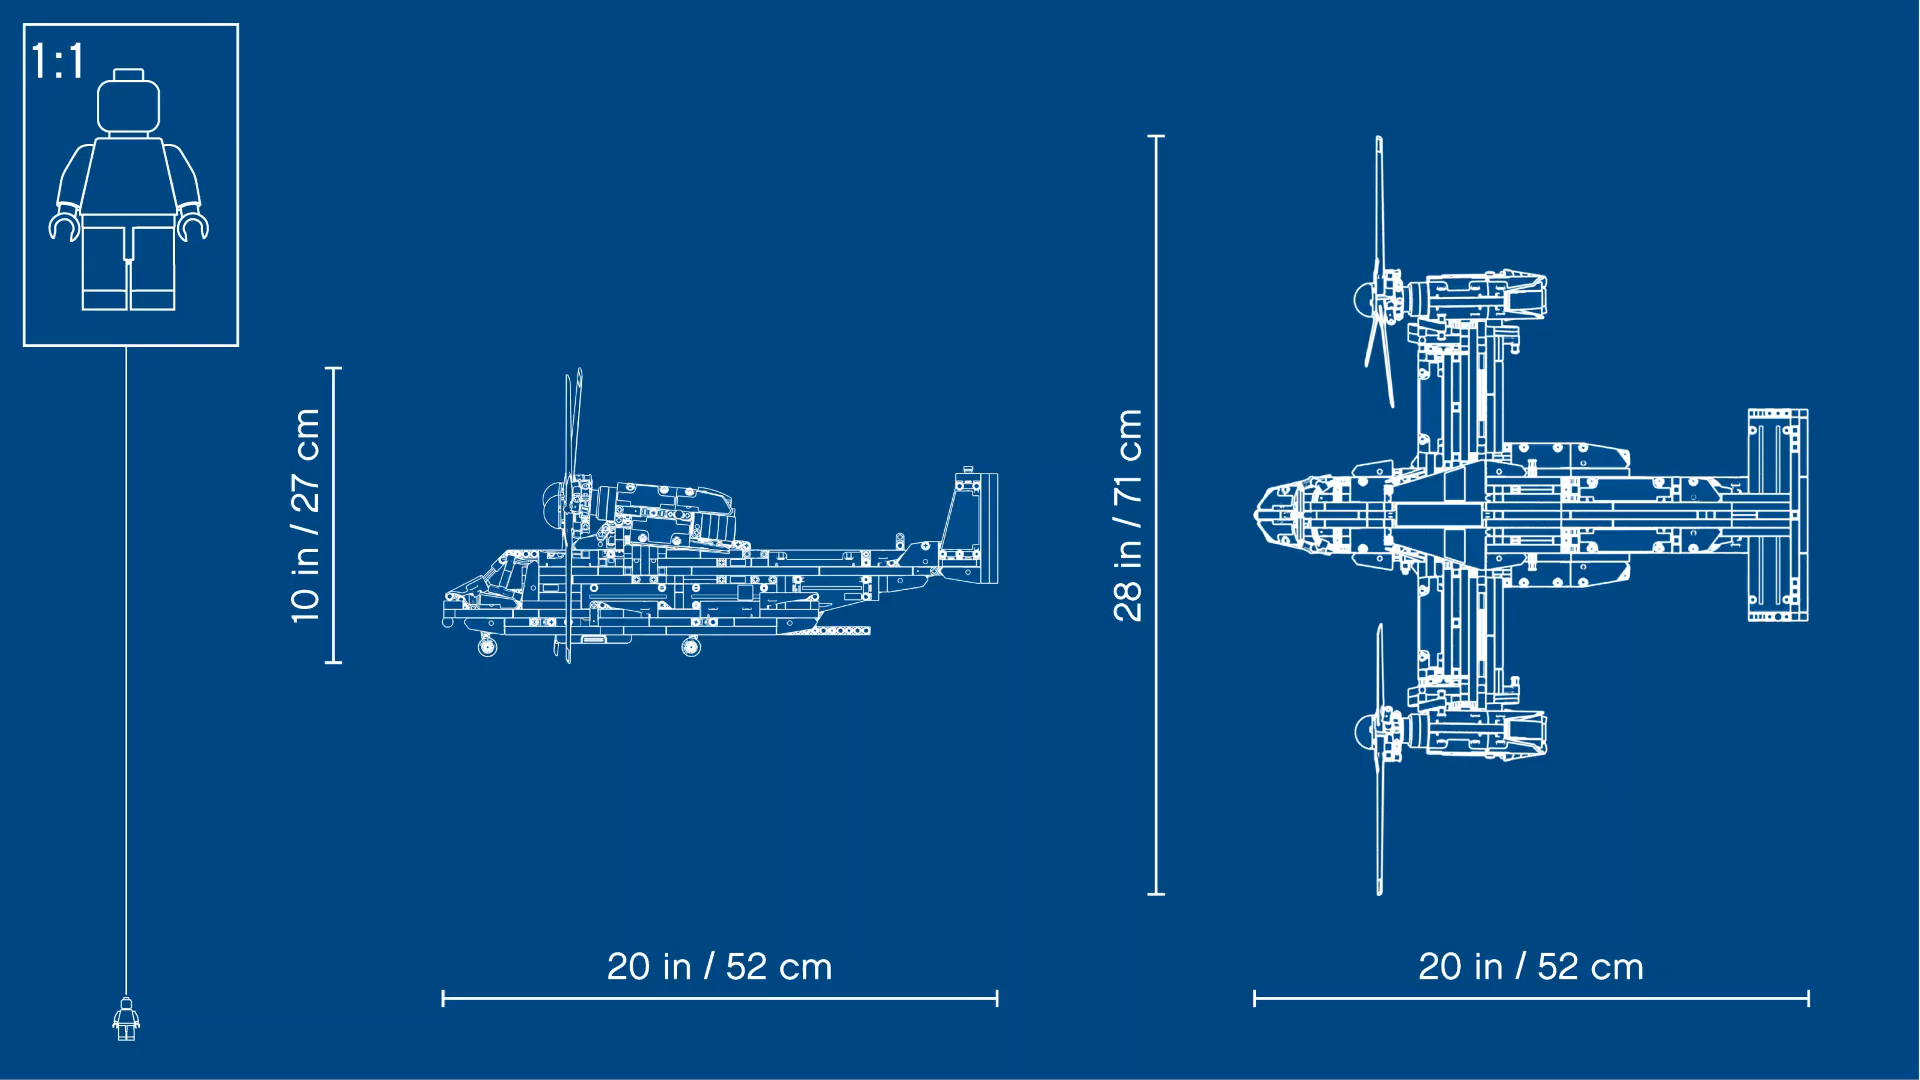 1:1
10 in / 27 cm
20 in / 52 cm
28 in / 71 cm
20 in / 52 cm